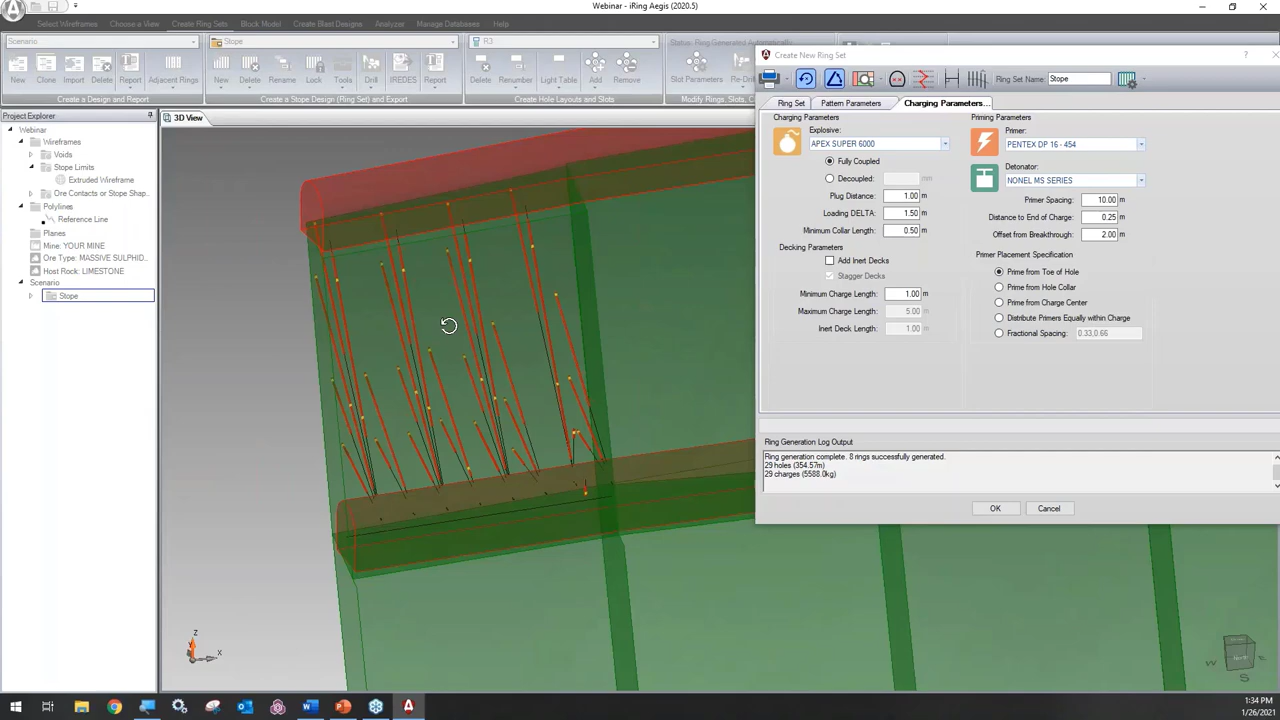 Webinar - iRing Aegis (2020.5)
Select Wireframes
Choose a View
Create Ring Sets
Block Model
Create Blast Designs
Analyzer
Manage Databases
Help
Scenario
Stope
R3
Status: Ring Generated Automatically
New
Clone
Import
Delete
Report
Adjacent Rings
New
Delete
Rename
Lock
Tools
Drill
IREDES
Report
Delete
Renumber
Light Table
Add
Remove
Slot Parameters
Re-Dri
Create a Design and Report
Create a Stope Design (Ring Set) and Export
Create Hole Layouts and Slots
Modify Rings, Slots, C
Project Explorer
3D View
Webinar
Wireframes
Voids
Stope Limits
Extruded Wireframe
Ore Contacts or Stope Shap..
Polylines
Reference Line
Planes
Mine: YOUR MINE
Ore Type: MASSIVE SULPHID..
Host Rock: LIMESTONE
Scenario
Stope
Create New Ring Set
?
Ring Set Name:
Stope
Ring Set
Pattern Parameters
Charging Parameters...
Charging Parameters
Explosive:
APEX SUPER 6000
Fully Coupled
Decoupled:
mm
Plug Distance: 1.00 m
Loading DELTA: 1.50 m
Minimum Collar Length: 0.50 m
Decking Parameters
Add Inert Decks
Stagger Decks
Minimum Charge Length: 1.00 m
Maximum Charge Length: 5.00 m
Inert Deck Length: 1.00 m
Priming Parameters
Primer:
PENTEX DP 16 - 454
Detonator:
NONEL MS SERIES
Primer Spacing: 10.00 m
Distance to End of Charge: 0.25 m
Offset from Breakthrough: 2.00 m
Primer Placement Specification
Prime from Toe of Hole
Prime from Hole Collar
Prime from Charge Center
Distribute Primers Equally within Charge
Fractional Spacing: 0.33,0.66
Ring Generation Log Output
Ring generation complete. 8 rings successfully generated.
29 holes (354.57m)
29 charges (5588.0kg)
OK
Cancel
Z
X
W
S
1:34 PM
1/26/2021